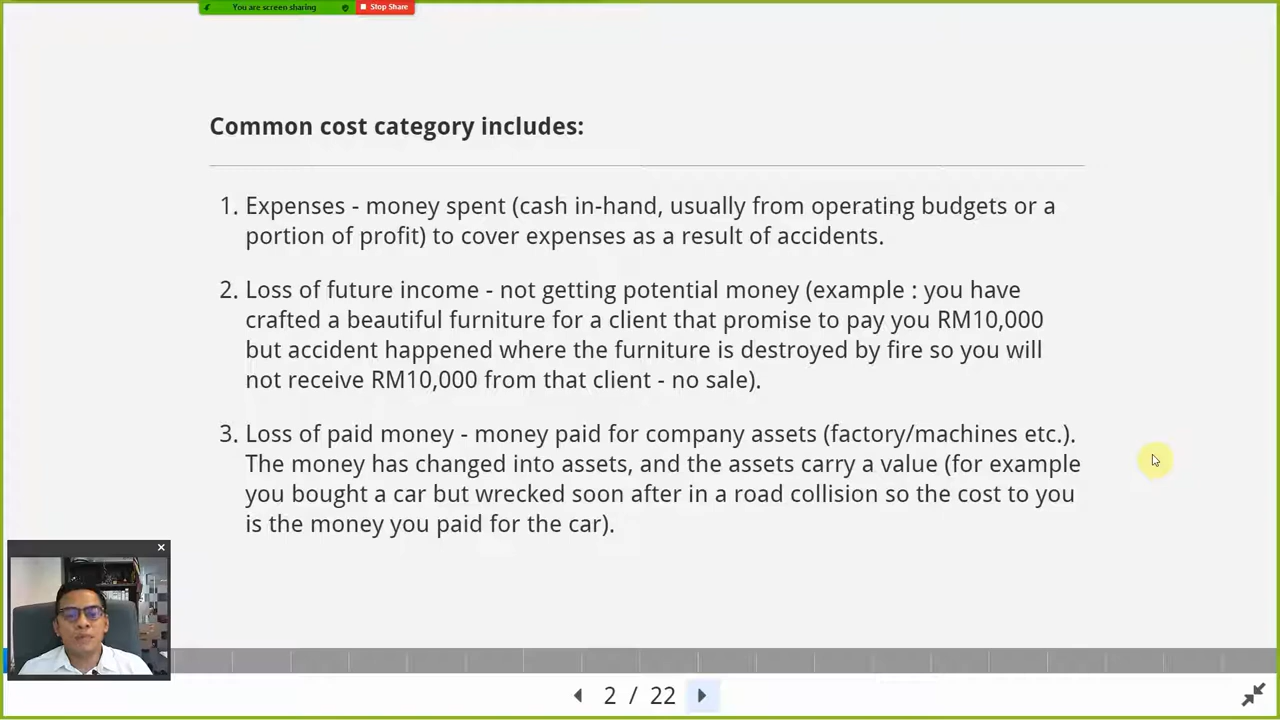 You are screen sharing
Stop Share
Common cost category includes:
1. Expenses - money spent (cash in-hand, usually from operating budgets or a
portion of profit) to cover expenses as a result of accidents.
2. Loss of future income - not getting potential money (example : you have
crafted a beautiful furniture for a client that promise to pay you RM10,000
but accident happened where the furniture is destroyed by fire so you will
not receive RM10,000 from that client - no sale).
3. Loss of paid money - money paid for company assets (factory/machines etc.).
The money has changed into assets, and the assets carry a value (for example
you bought a car but wrecked soon after in a road collision so the cost to you
is the money you paid for the car).
2 / 22